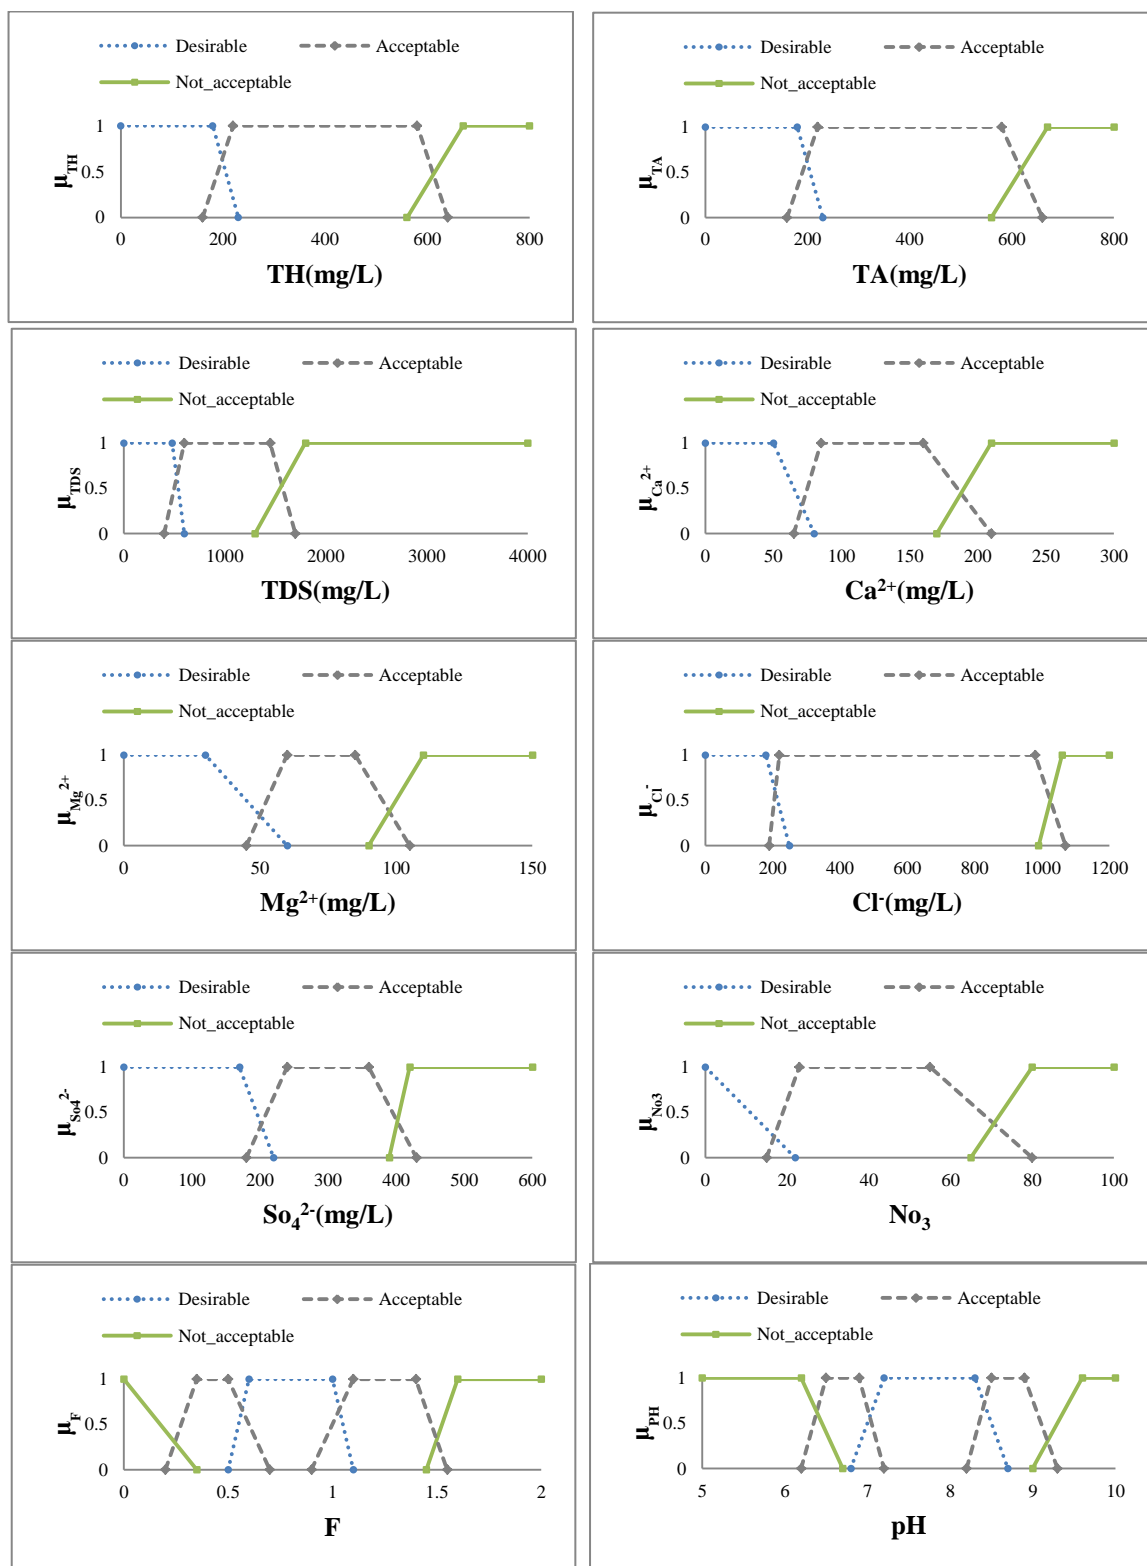 Desirable Acceptable
Not_acceptable
1
0.5
0
μTH
0 200 400 600 800
TH(mg/L)
Desirable Acceptable
Not_acceptable
1
0.5
0
μTA
0 200 400 600 800
TA(mg/L)
Desirable Acceptable
Not_acceptable
1
0.5
0
μTDS
0 1000 2000 3000 4000
TDS(mg/L)
Desirable Acceptable
Not_acceptable
1
0.5
0
μCa²⁺
0 50 100 150 200 250 300
Ca²⁺(mg/L)
Desirable Acceptable
Not_acceptable
1
0.5
0
μMg²⁺
0 50 100 150
Mg²⁺(mg/L)
Desirable Acceptable
Not_acceptable
1
0.5
0
μCl⁻
0 200 400 600 800 1000 1200
Cl⁻(mg/L)
Desirable Acceptable
Not_acceptable
1
0.5
0
μSo₄²⁻
0 100 200 300 400 500 600
So₄²⁻(mg/L)
Desirable Acceptable
Not_acceptable
1
0.5
0
μNo3
0 20 40 60 80 100
No₃
Desirable Acceptable
Not_acceptable
1
0.5
0
μF
0 0.5 1 1.5 2
F
Desirable Acceptable
Not_acceptable
1
0.5
0
μPH
5 6 7 8 9 10
pH